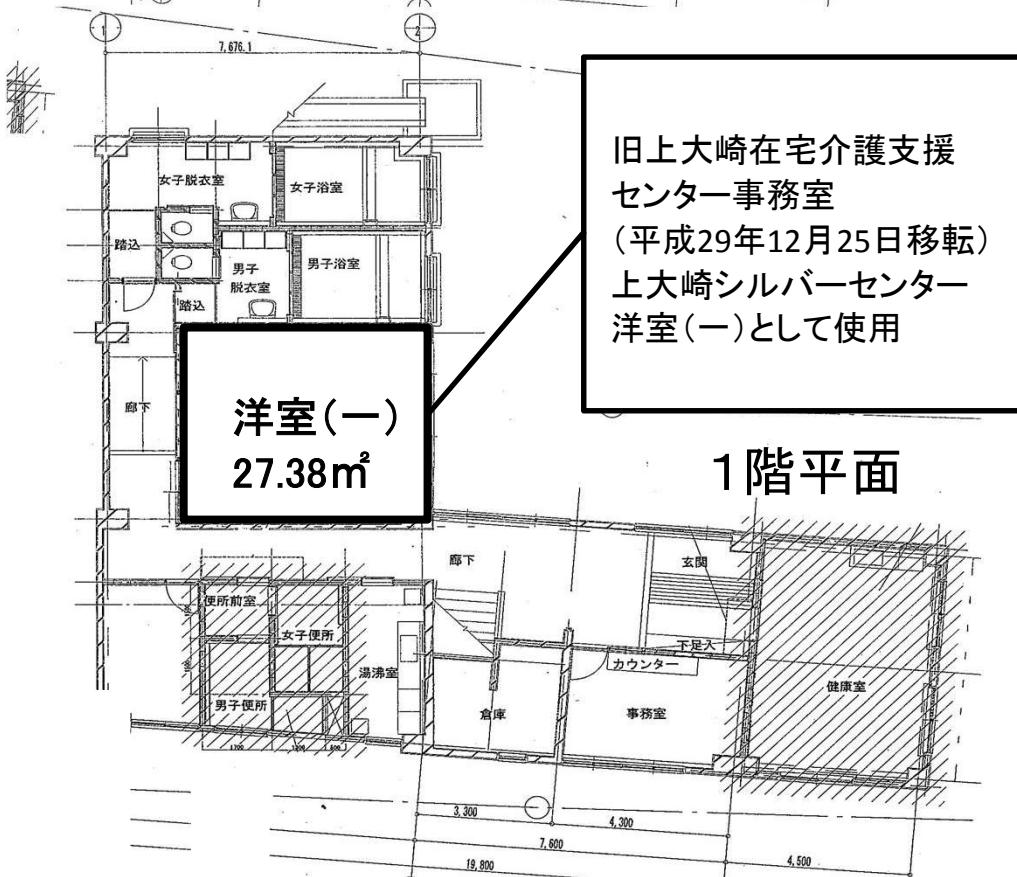 1
2
7,676.1
旧上大崎在宅介護支援
センター事務室
(平成29年12月25日移転)
上大崎シルバーセンター
洋室(一)として使用
女子脱衣室
女子浴室
踏込
男子
脱衣室
男子浴室
踏込
廊下
洋室(一)
27.38㎡
1階平面
廊下
玄関
便所前室
女子便所
下足入
カウンター
湯沸室
健康室
男子便所
倉庫
事務室
1700
1200
600
3,300
4,300
7,600
4,500
19,800